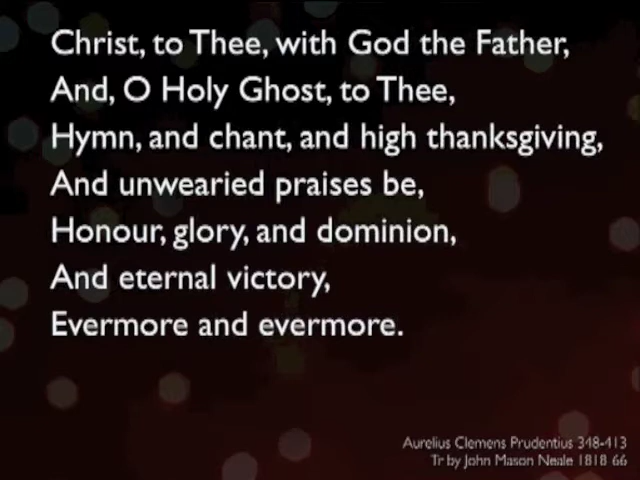 Christ, to Thee, with God the Father,
And, O Holy Ghost, to Thee,
Hymn, and chant, and high thanksgiving,
And unwearied praises be,
Honour, glory, and dominion,
And eternal victory,
Evermore and evermore.
Aurelius Clemens Prudentius 348-413
Tr by John Mason Neale 1818-66